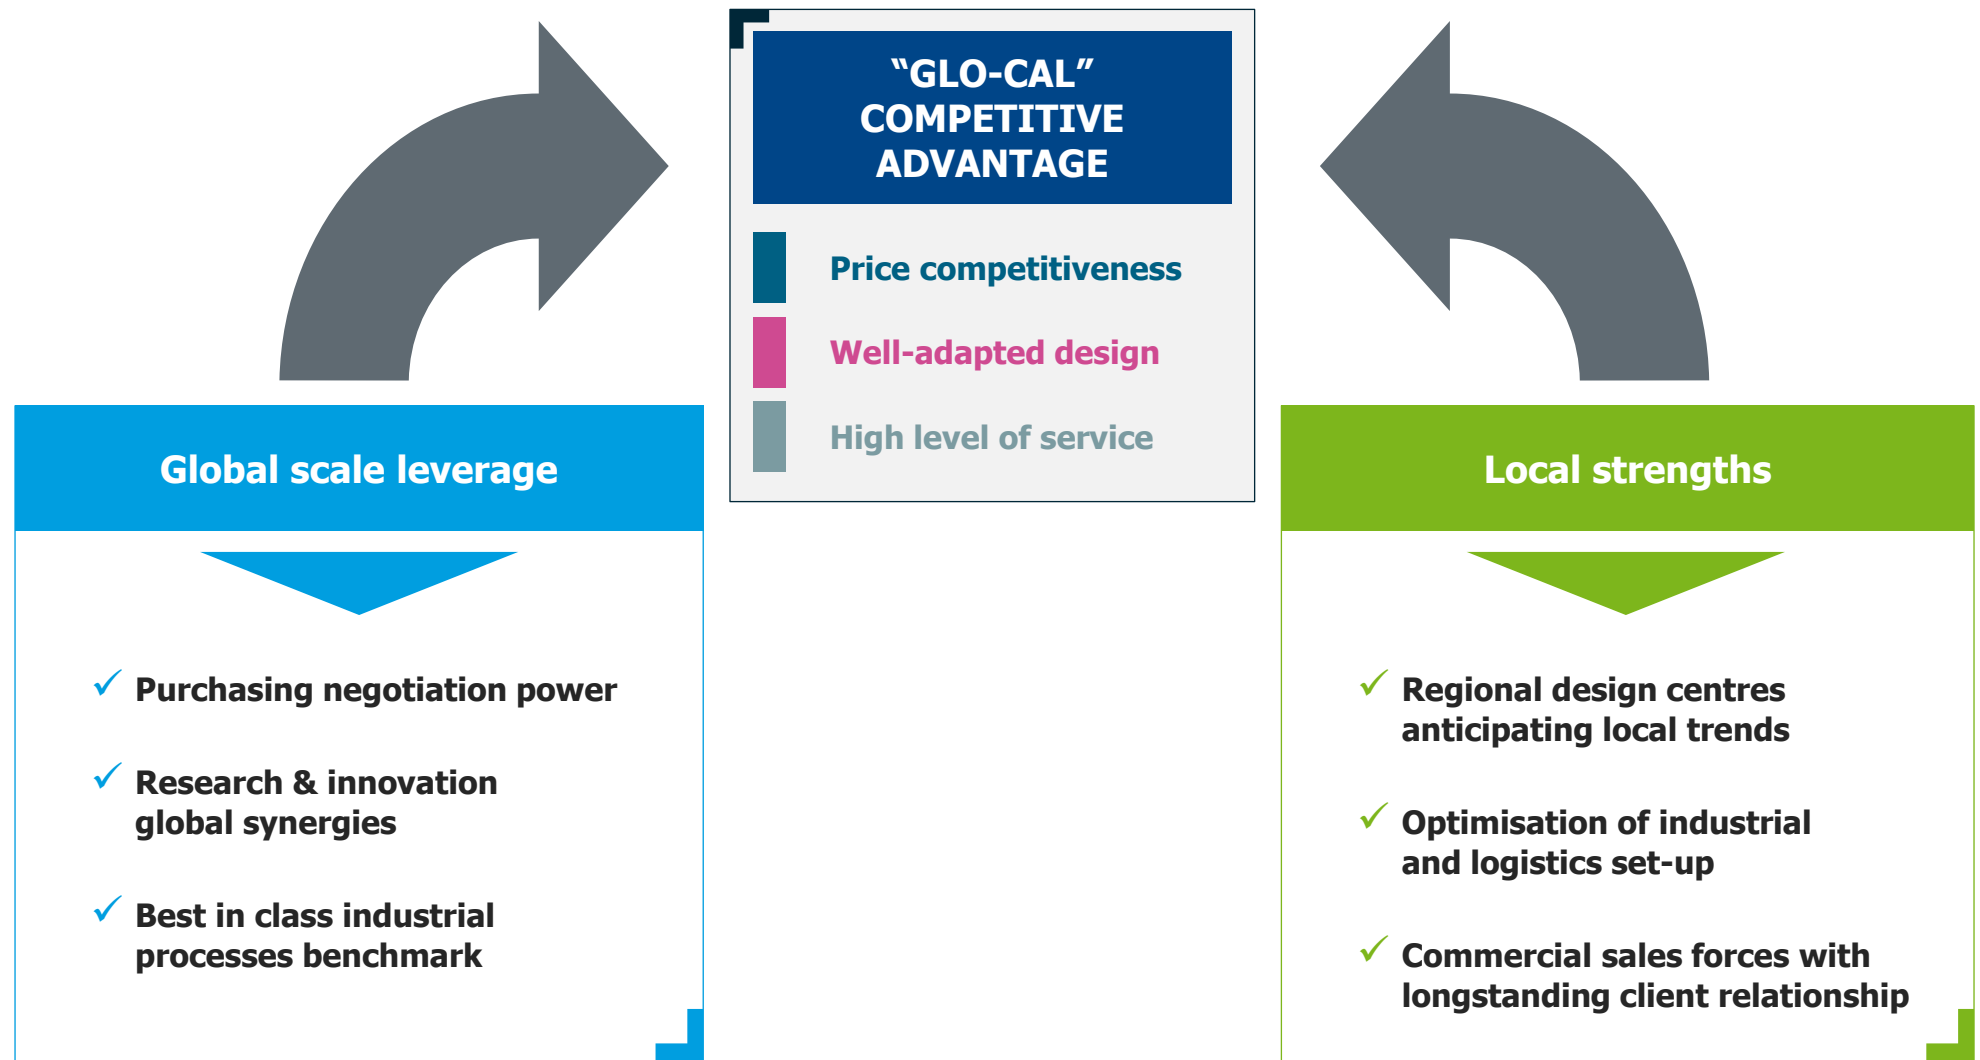 “GLO-CAL”
COMPETITIVE
ADVANTAGE
Price competitiveness
Well-adapted design
High level of service
Global scale leverage
Purchasing negotiation power
Research & innovation
global synergies
Best in class industrial
processes benchmark
Local strengths
Regional design centres
anticipating local trends
Optimisation of industrial
and logistics set-up
Commercial sales forces with
longstanding client relationship